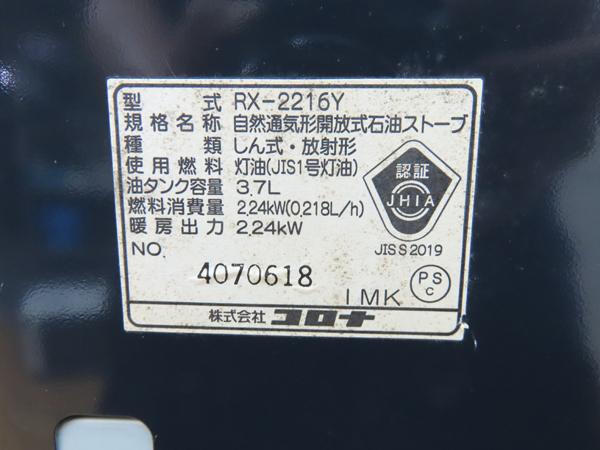 型式 RX-2216Y
規格名称 自然通気形開放式石油ストーブ
種類 しん式・放射形
使用燃料 灯油(JIS1号灯油)
油タンク容量 3.7L
燃料消費量 2.24kW(0.218L/h)
暖房出力 2.24kW
認証
JHIA
JIS S 2019
NO. 4070618
1MK
PS
C
株式会社 コロナ